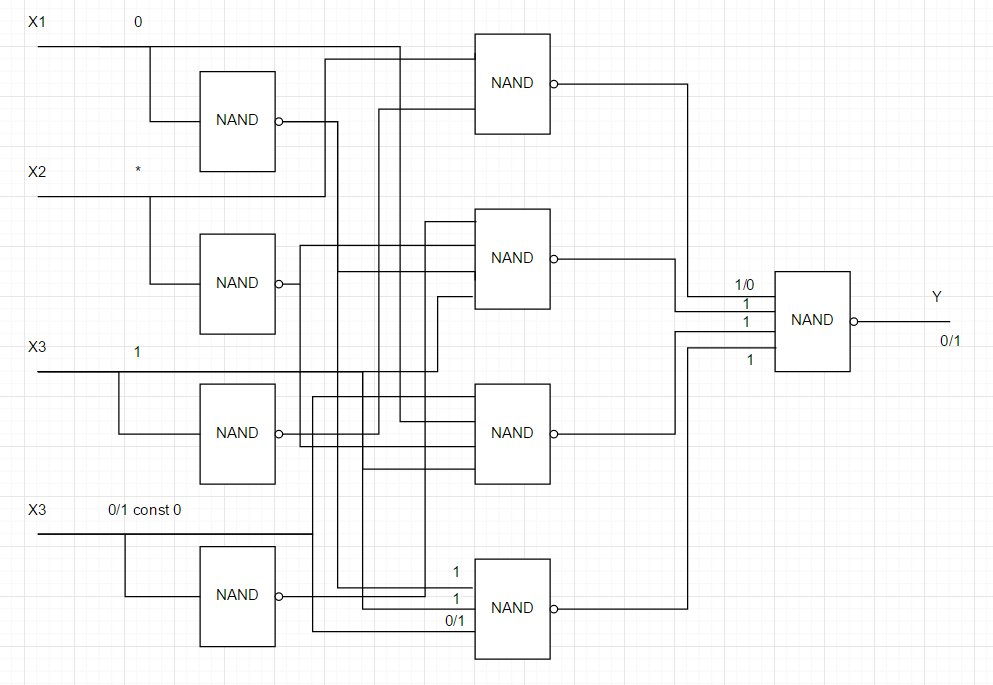 X1 0
NAND
NAND
X2 *
NAND
NAND
1/0
1
Y
1
NAND
0/1
X3 1
1
NAND
NAND
X3 0/1 const 0
1
NAND
1
NAND
0/1